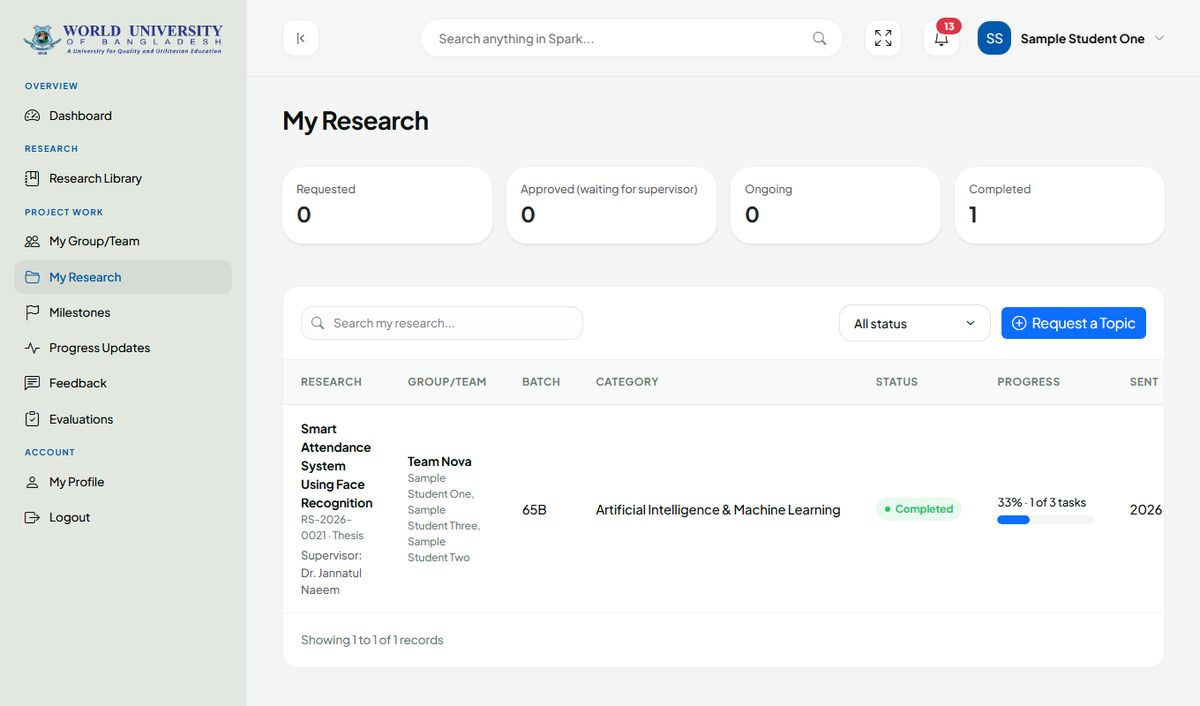 WORLD UNIVERSITY
OF BANGLADESH
A University for Quality and Utilitarian Education
OVERVIEW
Dashboard
RESEARCH
Research Library
PROJECT WORK
My Group/Team
My Research
Milestones
Progress Updates
Feedback
Evaluations
ACCOUNT
My Profile
Logout
Search anything in Spark...
13
SS
Sample Student One
My Research
Requested
0
Approved (waiting for supervisor)
0
Ongoing
0
Completed
1
Search my research...
All status
Request a Topic
RESEARCH GROUP/TEAM BATCH CATEGORY STATUS PROGRESS SENT
Smart
Attendance
System
Using Face
Recognition
RS-2026-
0021 · Thesis
Supervisor:
Dr. Jannatul
Naeem
Team Nova
Sample
Student One,
Sample
Student Three,
Sample
Student Two
65B
Artificial Intelligence & Machine Learning
Completed
33% · 1 of 3 tasks
2026
Showing 1 to 1 of 1 records